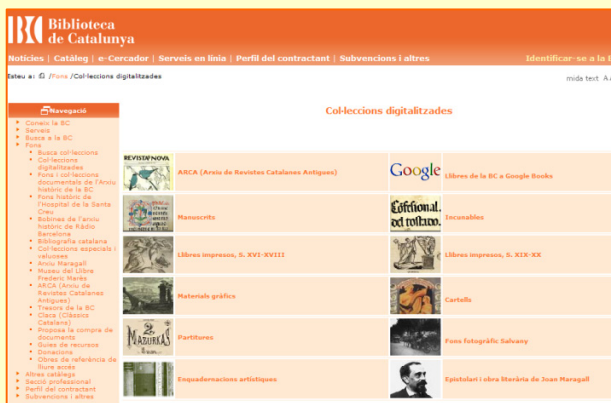 Biblioteca
de Catalunya
Notícies | Catàleg | e-Cercador | Serveis en línia | Perfil del contractant | Subvencions i altres
Identificar-se a la
Esteu a: /Fons /Col·leccions digitalitzades
mida text A
Navegació
Coneix la BC
Serveis
Busca a la BC
Fons
Busca col·leccions
Col·leccions
digitalitzades
Fons i col·leccions
documentals de l'Arxiu
històric de la BC
Fons històric de
l'Hospital de la Santa
Creu
Bobines de l'arxiu
històric de Ràdio
Barcelona
Bibliografia catalana
Col·leccions especials i
valuoses
Arxiu Maragall
Museu del Llibre
Frederic Marès
ARCA (Arxiu de
Revistes Catalanes
Antigues)
Tresors de la BC
Clacs (Clàssics
Catalans)
Proposa la compra de
documents
Guies de recursos
Donacions
Obres de referència de
lliure accés
Altres catàlegs
Secció professional
Perfil del contractant
Subvencions i altres
Col·leccions digitalitzades
REVISTA NOVA
ARCA (Arxiu de Revistes Catalanes Antigues)
Google
Llibres de la BC a Google Books
Manuscrits
Incunables
Llibres impresos, S. XVI-XVIII
Llibres impresos, S. XIX-XX
Materials gràfics
Cartells
2
MAZURKAS
Partitures
Fons fotogràfic Salvany
Enquadernacions artístiques
Epistolari i obra literària de Joan Maragall